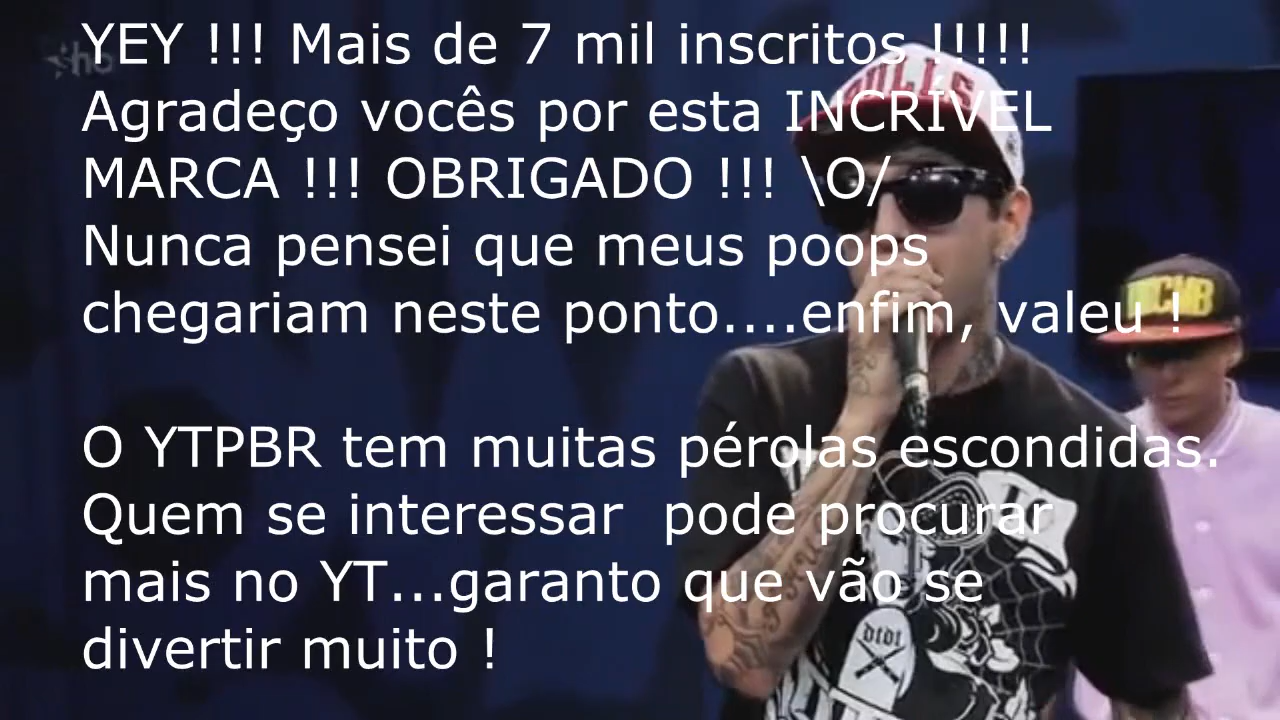 YEY !!! Mais de 7 mil inscritos !!!!!
Agradeço vocês por esta INCRÍVEL
MARCA !!! OBRIGADO !!! \O/
Nunca pensei que meus poops
chegariam neste ponto....enfim, valeu !
O YTPBR tem muitas pérolas escondidas.
Quem se interessar  pode procurar
mais no YT...garanto que vão se
divertir muito !
BULLS
dtdt